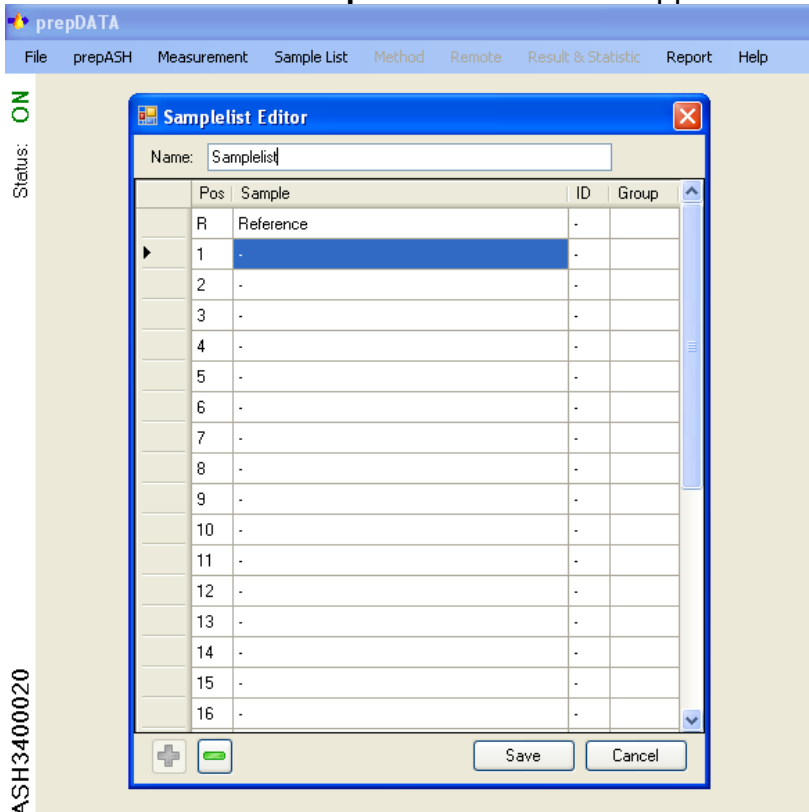 prepDATA
File prepASH Measurement Sample List Method Remote Result & Statistic Report Help
Status: ON
Samplelist Editor
Name: Samplelist
Pos Sample ID Group
R Reference -
1 - -
2 - -
3 - -
4 - -
5 - -
6 - -
7 - -
8 - -
9 - -
10 - -
11 - -
12 - -
13 - -
14 - -
15 - -
16 - -
Save Cancel
ASH3400020